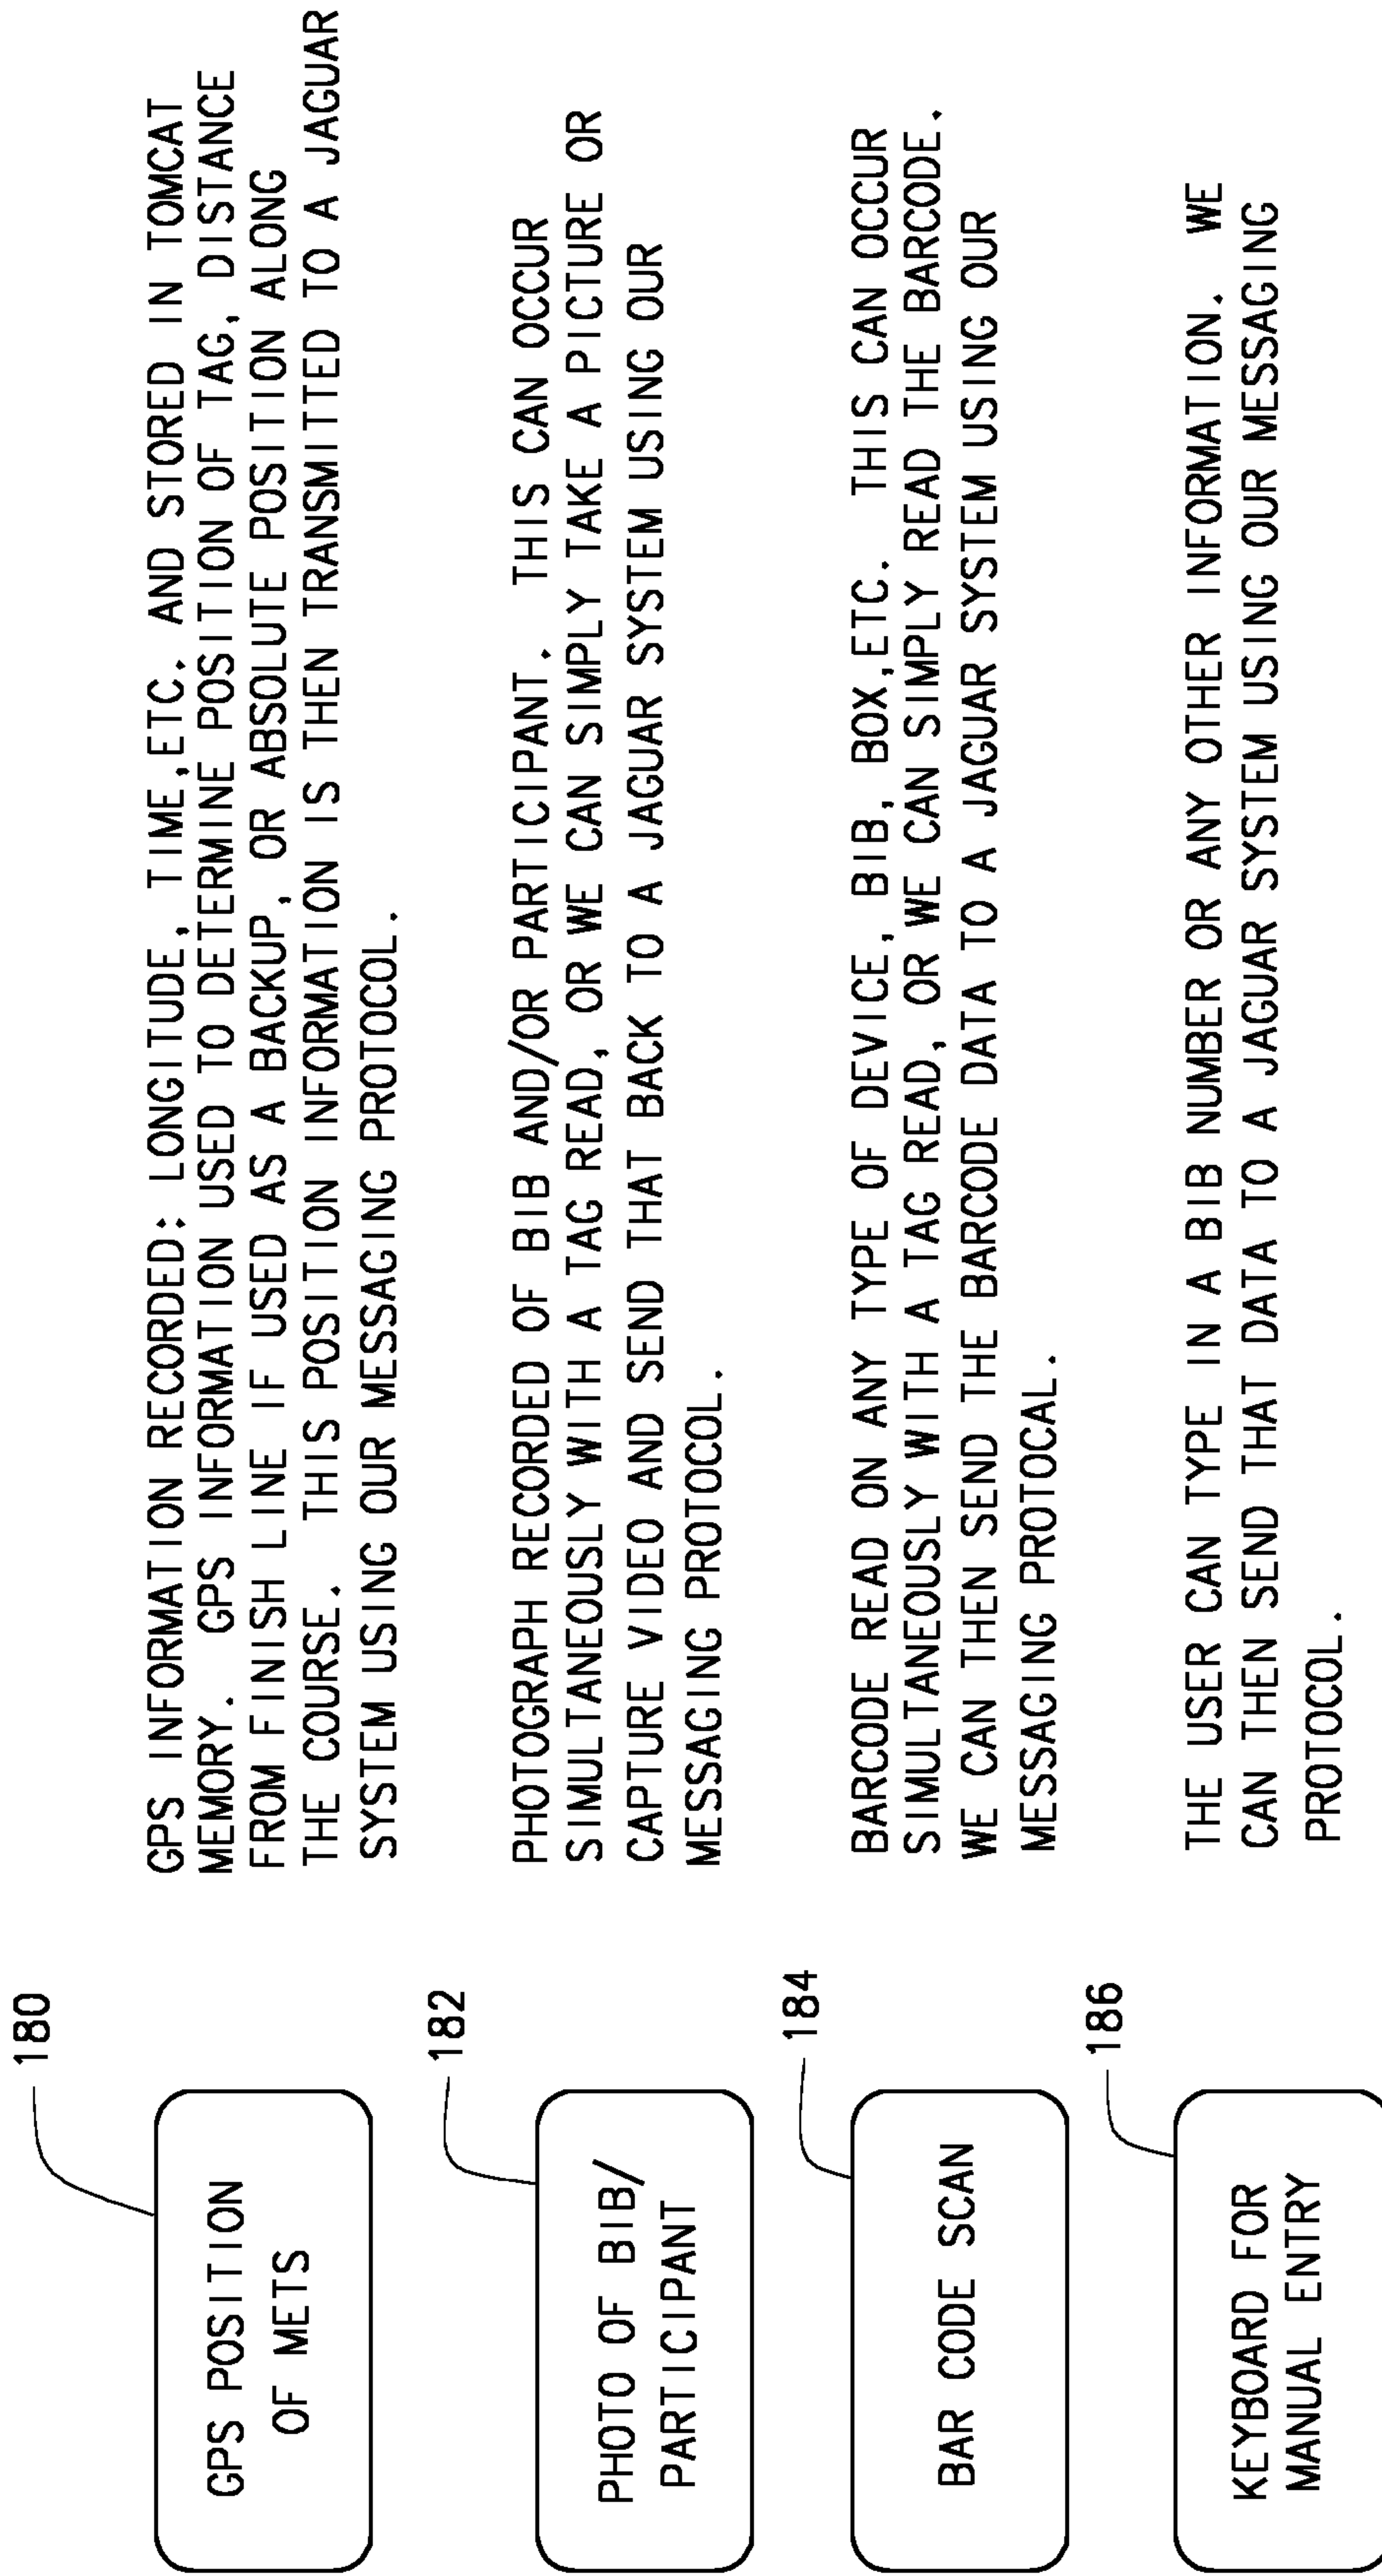 180
GPS POSITION
OF METS
GPS INFORMATION RECORDED: LONGITUDE, TIME,ETC. AND STORED IN TOMCAT
MEMORY. GPS INFORMATION USED TO DETERMINE POSITION OF TAG, DISTANCE
FROM FINISH LINE IF USED AS A BACKUP, OR ABSOLUTE POSITION ALONG
THE COURSE. THIS POSITION INFORMATION IS THEN TRANSMITTED TO A JAGUAR
SYSTEM USING OUR MESSAGING PROTOCOL.
182
PHOTO OF BIB/
PARTICIPANT
PHOTOGRAPH RECORDED OF BIB AND/OR PARTICIPANT. THIS CAN OCCUR
SIMULTANEOUSLY WITH A TAG READ, OR WE CAN SIMPLY TAKE A PICTURE OR
CAPTURE VIDEO AND SEND THAT BACK TO A JAGUAR SYSTEM USING OUR
MESSAGING PROTOCOL.
184
BAR CODE SCAN
BARCODE READ ON ANY TYPE OF DEVICE, BIB, BOX,ETC. THIS CAN OCCUR
SIMULTANEOUSLY WITH A TAG READ, OR WE CAN SIMPLY READ THE BARCODE.
WE CAN THEN SEND THE BARCODE DATA TO A JAGUAR SYSTEM USING OUR
MESSAGING PROTOCAL.
186
KEYBOARD FOR
MANUAL ENTRY
THE USER CAN TYPE IN A BIB NUMBER OR ANY OTHER INFORMATION. WE
CAN THEN SEND THAT DATA TO A JAGUAR SYSTEM USING OUR MESSAGING
PROTOCOL.